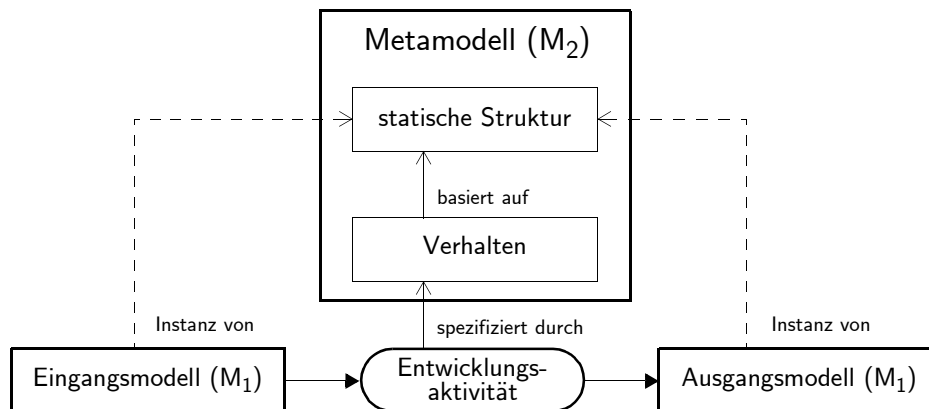 Metamodell (M₂)
statische Struktur
basiert auf
Verhalten
Instanz von
spezifiziert durch
Instanz von
Eingangsmodell (M₁)
Entwicklungs-
aktivität
Ausgangsmodell (M₁)